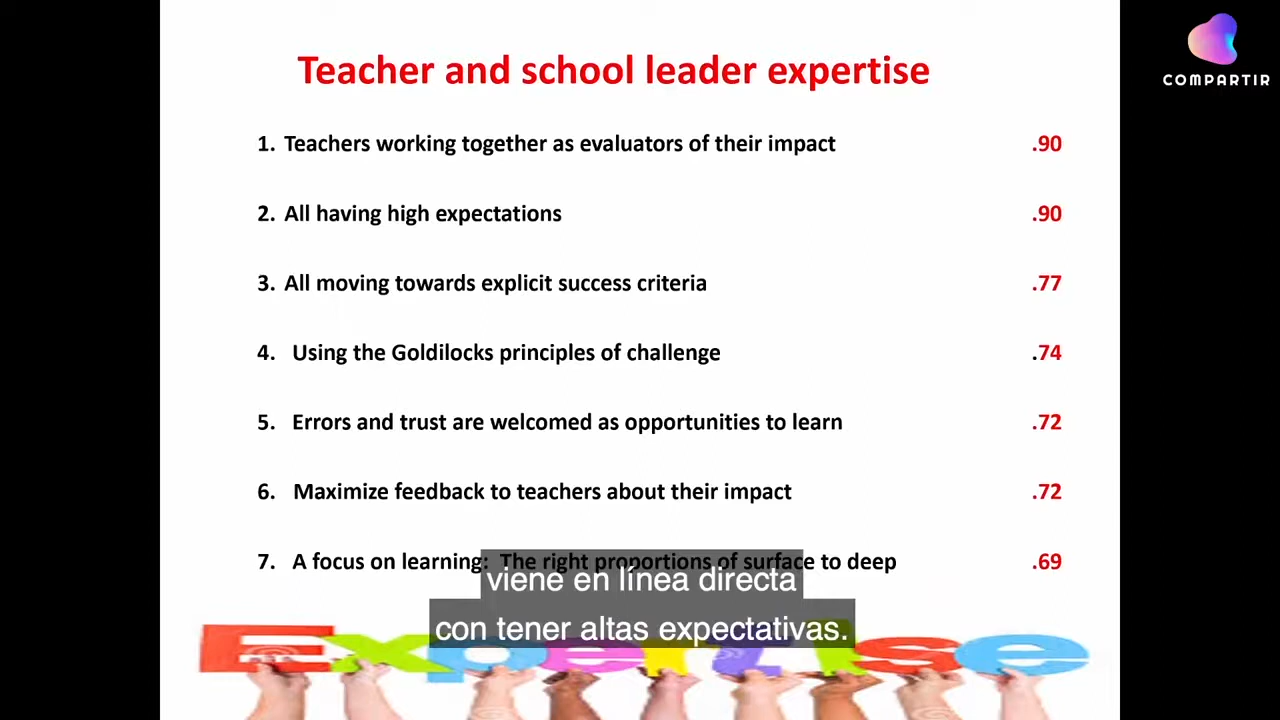 Teacher and school leader expertise
COMPARTIR
1. Teachers working together as evaluators of their impact .90
2. All having high expectations .90
3. All moving towards explicit success criteria .77
4. Using the Goldilocks principles of challenge .74
5. Errors and trust are welcomed as opportunities to learn .72
6. Maximize feedback to teachers about their impact .72
7. A focus on learning: The right proportions of surface to deep .69
viene en línea directa
con tener altas expectativas.
Expertise